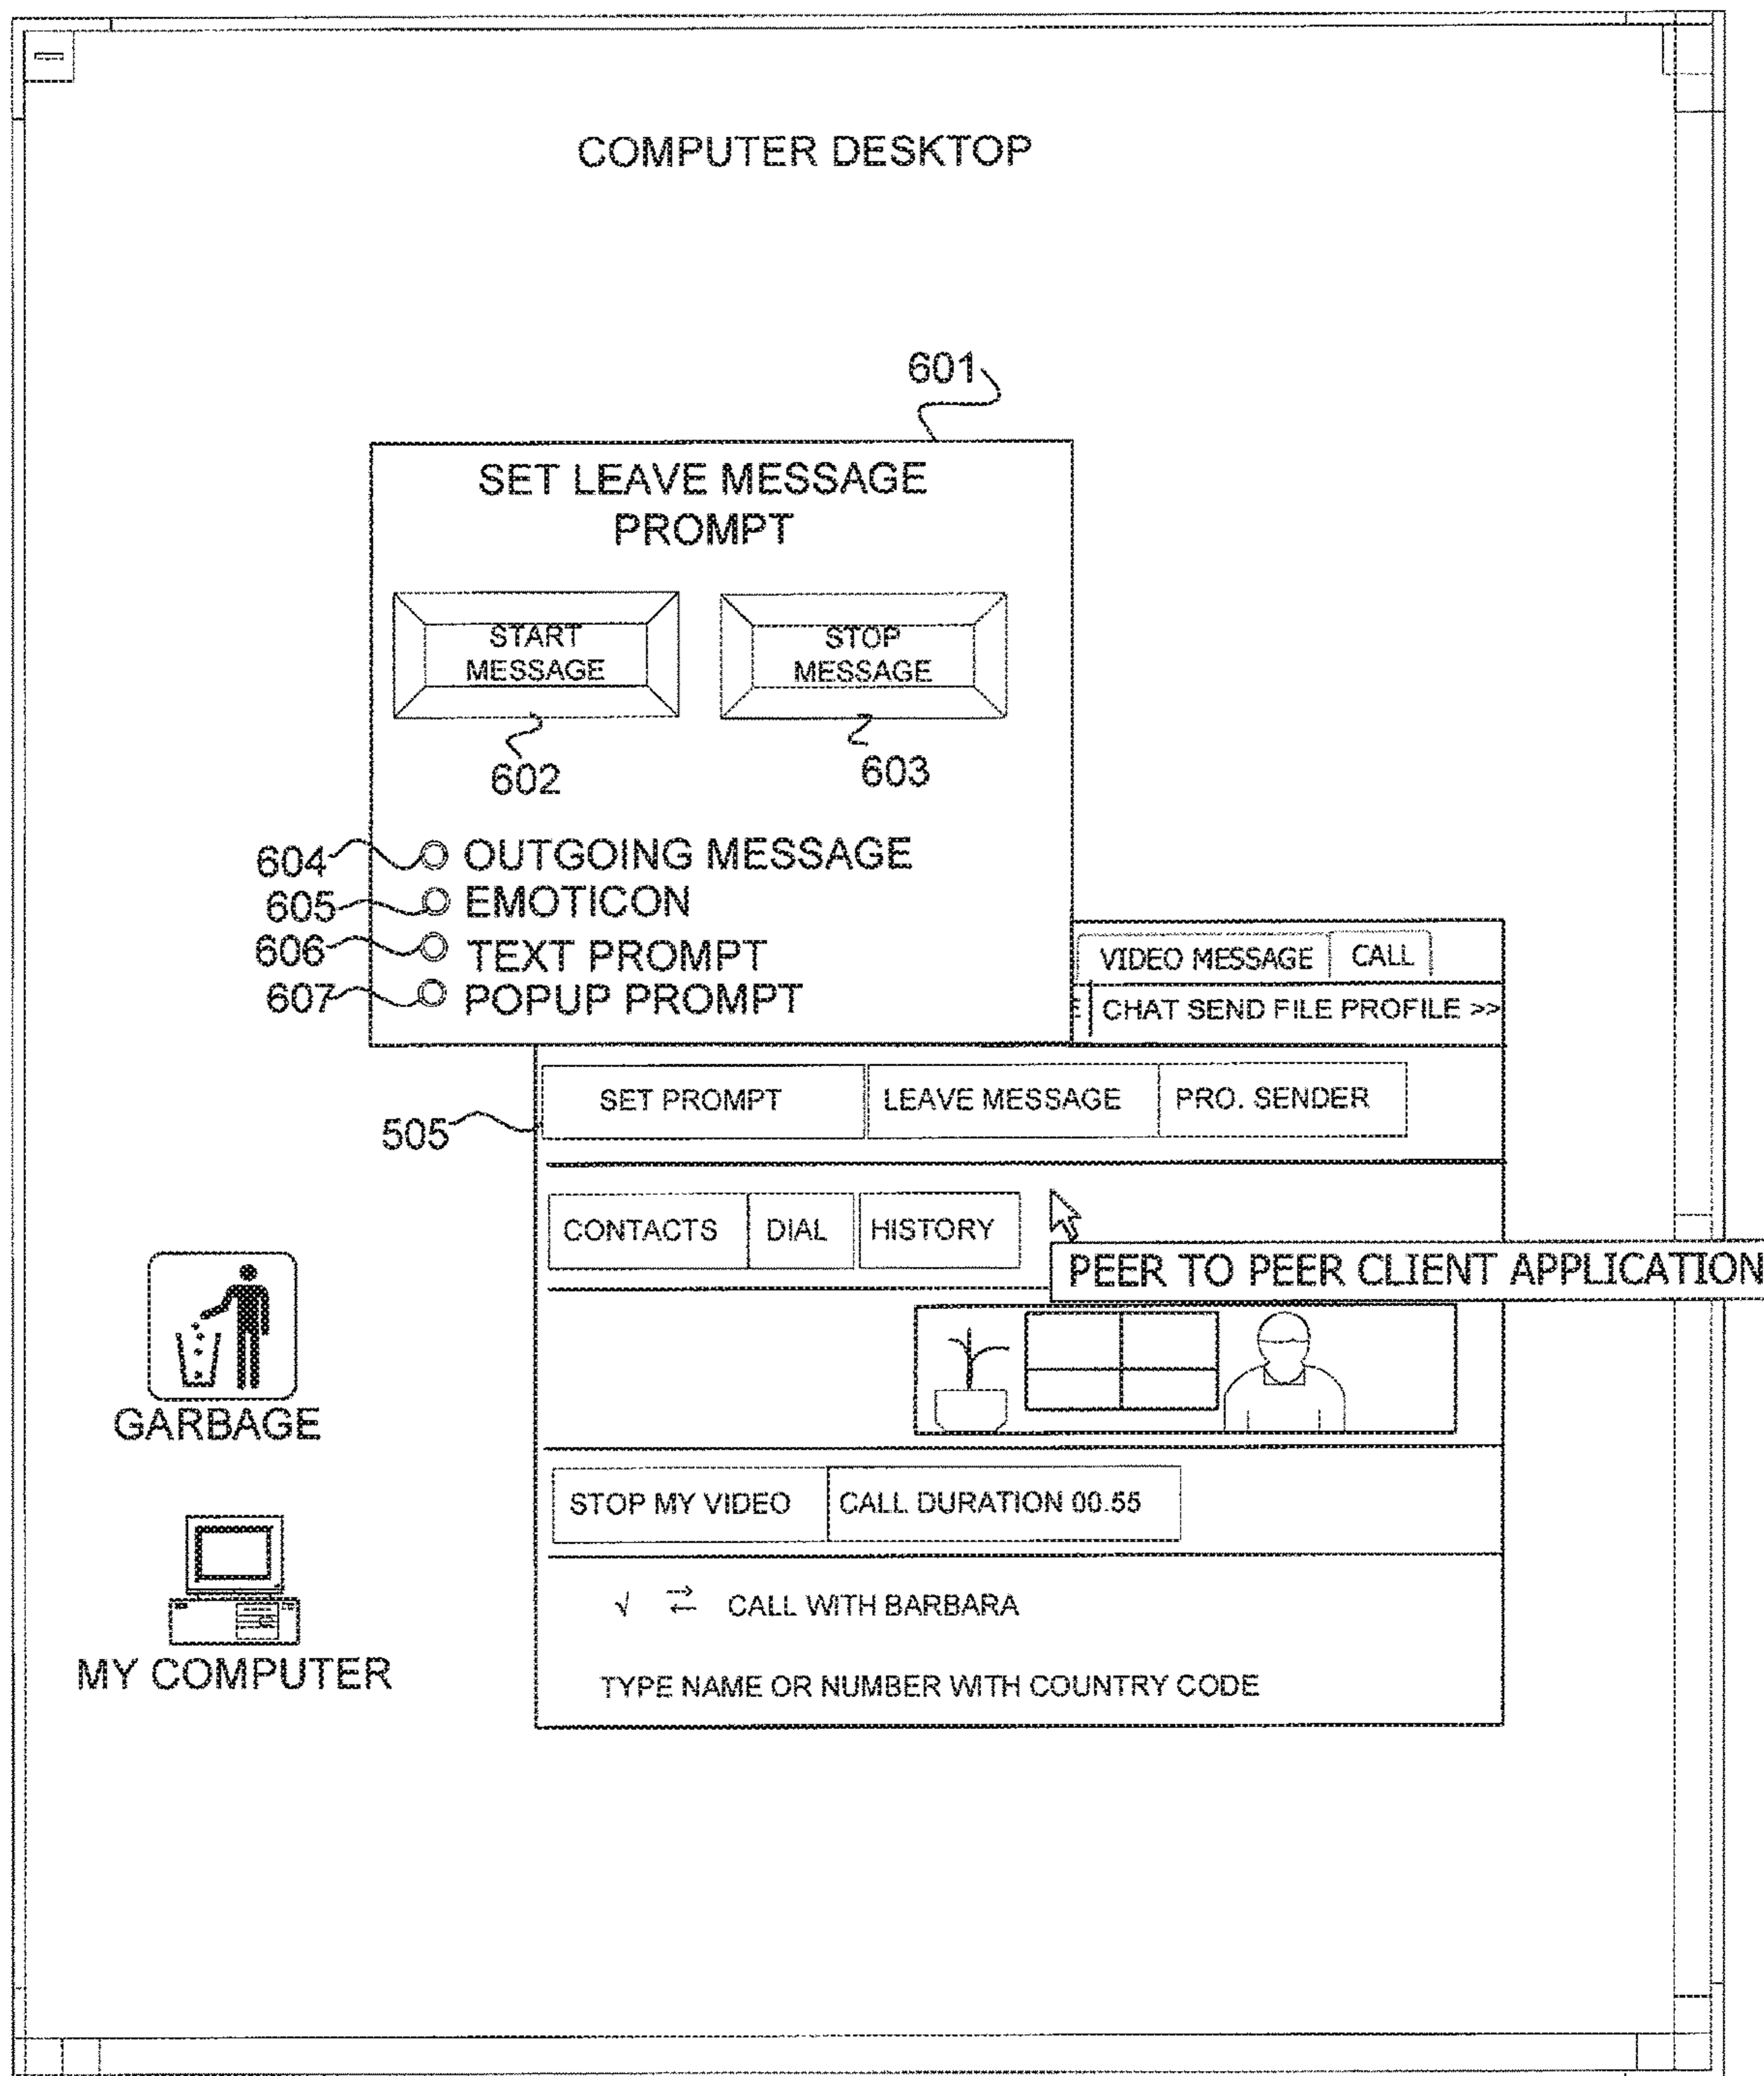 COMPUTER DESKTOP
601
SET LEAVE MESSAGE
PROMPT
START
MESSAGE
STOP
MESSAGE
602
603
604 OUTGOING MESSAGE
605 EMOTICON
606 TEXT PROMPT
607 POPUP PROMPT
VIDEO MESSAGE CALL
E CHAT SEND FILE PROFILE >>
SET PROMPT LEAVE MESSAGE PRO. SENDER
505
CONTACTS DIAL HISTORY
PEER TO PEER CLIENT APPLICATION
GARBAGE
STOP MY VIDEO CALL DURATION 00.55
√ ⇄ CALL WITH BARBARA
MY COMPUTER
TYPE NAME OR NUMBER WITH COUNTRY CODE